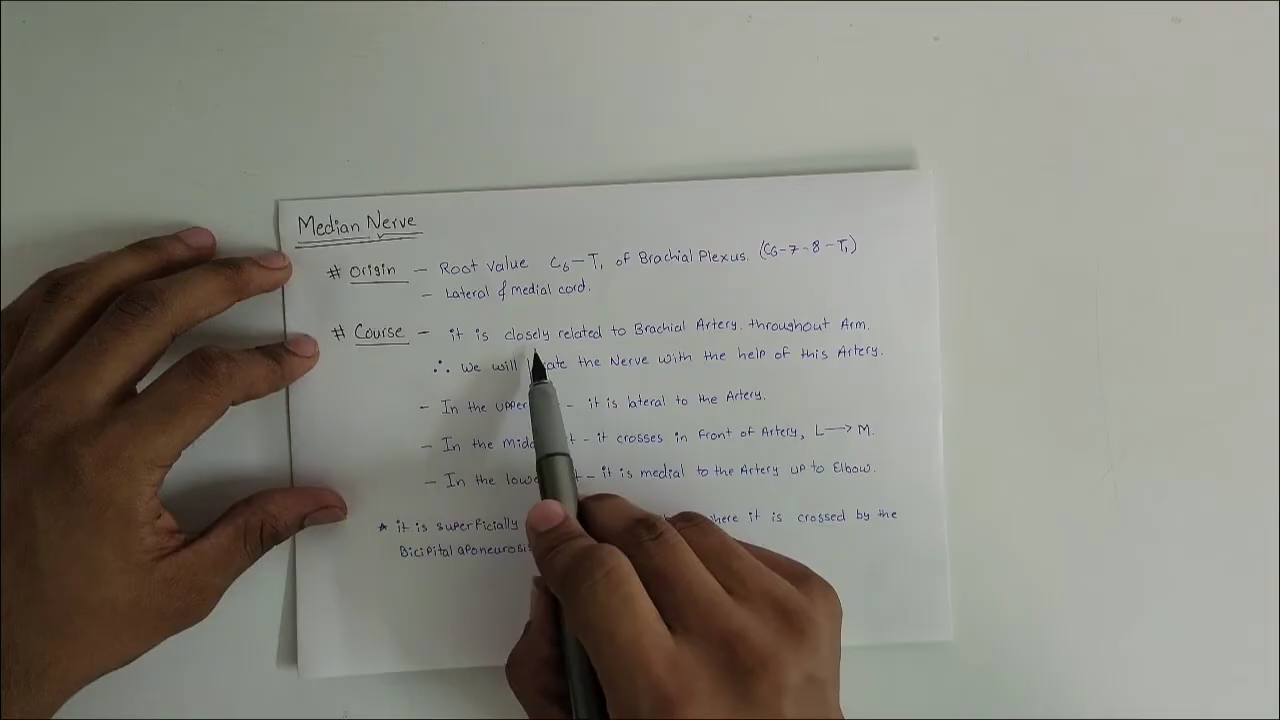 Median Nerve
# Origin - Root value C6-T1 of Brachial Plexus. (C6-7-8-T1)
- Lateral & medial cord.
# Course - it is closely related to Brachial Artery. throughout Arm.
∴ we will the Nerve with the help of this Artery.
- In the upper - it is lateral to the Artery.
- In the - it crosses in front of Artery, L→M.
- In the - it is medial to the Artery up to Elbow.
* it is superficially where it is crossed by the
Bicipital